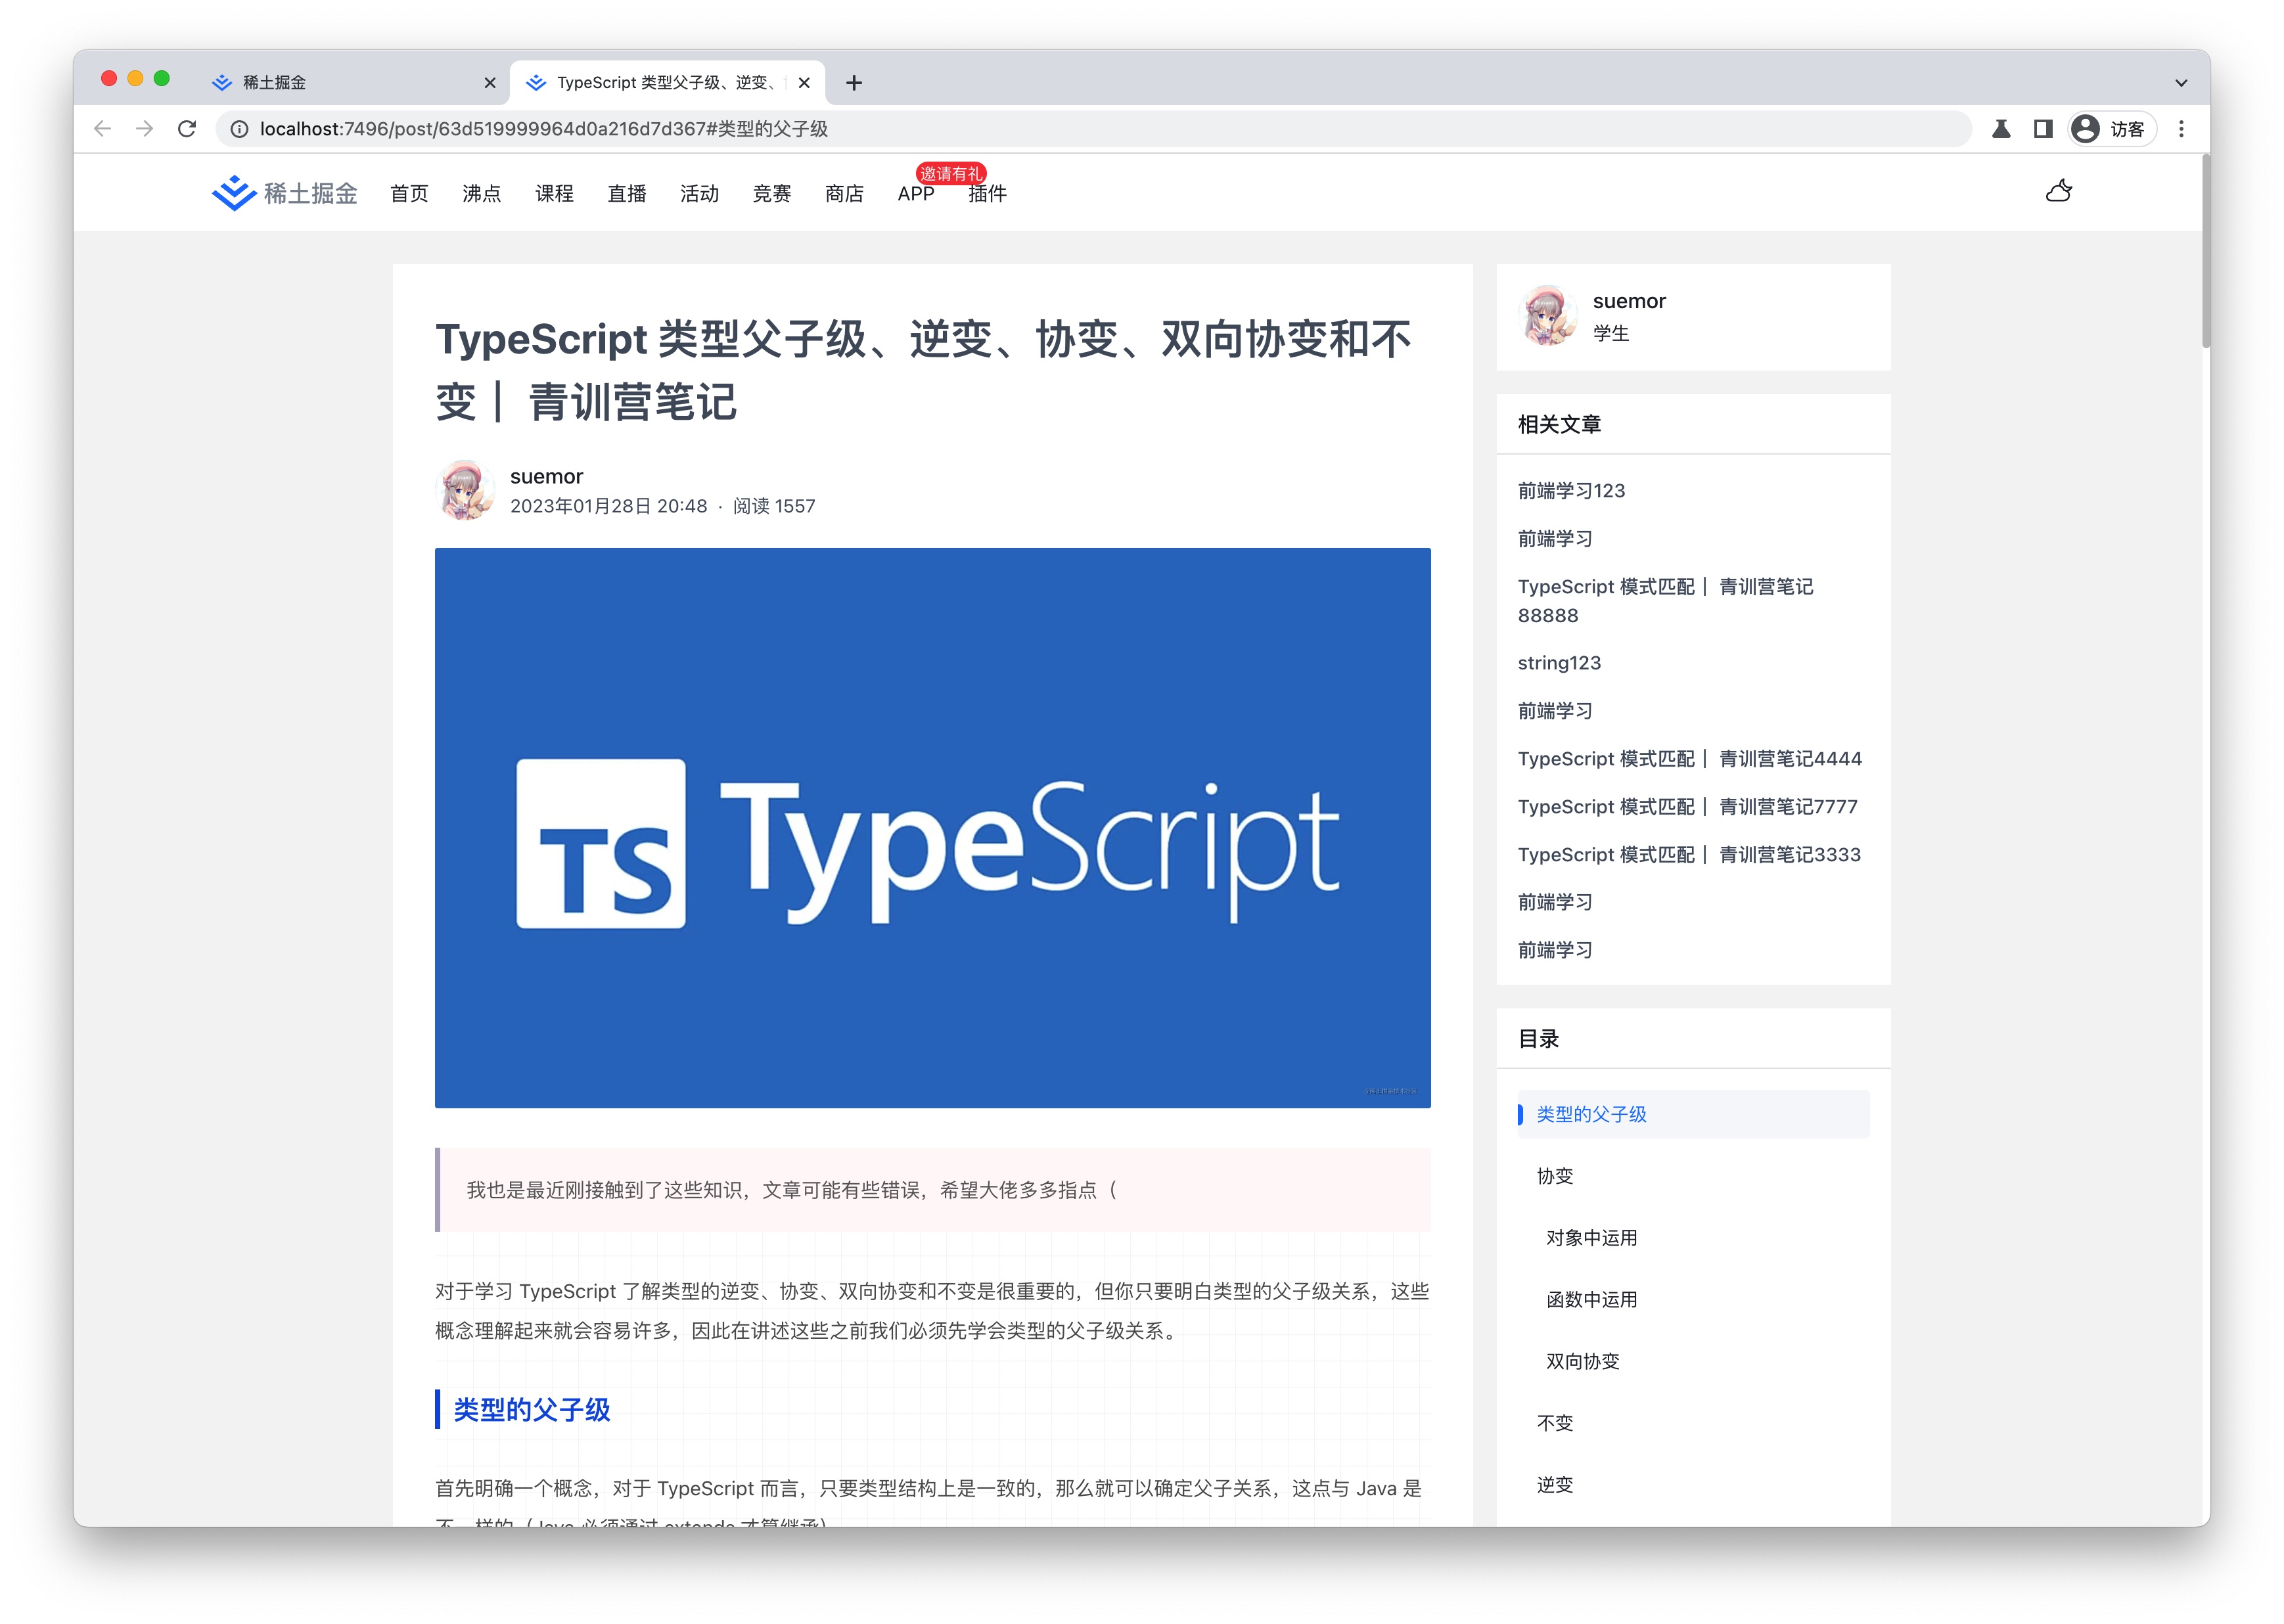 稀土掘金
TypeScript 类型父子级、逆变、
localhost:7496/post/63d519999964d0a216d7d367#类型的父子级
访客
稀土掘金
首页
沸点
课程
直播
活动
竞赛
商店
APP
邀请有礼
插件
TypeScript 类型父子级、逆变、协变、双向协变和不
变｜ 青训营笔记
suemor
2023年01月28日 20:48 · 阅读 1557
TS TypeScript
我也是最近刚接触到了这些知识，文章可能有些错误，希望大佬多多指点（
对于学习 TypeScript 了解类型的逆变、协变、双向协变和不变是很重要的，但你只要明白类型的父子级关系，这些
概念理解起来就会容易许多，因此在讲述这些之前我们必须先学会类型的父子级关系。
类型的父子级
首先明确一个概念，对于 TypeScript 而言，只要类型结构上是一致的，那么就可以确定父子关系，这点与 Java 是
不一样的（Java 必须通过 extends 才算继承）
suemor
学生
相关文章
前端学习123
前端学习
TypeScript 模式匹配｜ 青训营笔记
88888
string123
前端学习
TypeScript 模式匹配｜ 青训营笔记4444
TypeScript 模式匹配｜ 青训营笔记7777
TypeScript 模式匹配｜ 青训营笔记3333
前端学习
前端学习
目录
类型的父子级
协变
对象中运用
函数中运用
双向协变
不变
逆变